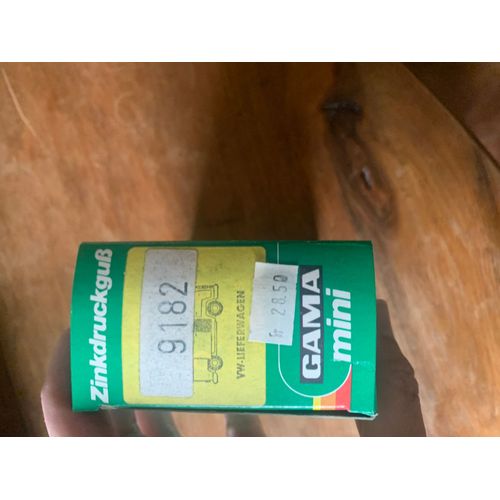 Zinkdruckguß
9182
VW-LIEFERWAGEN
28,50
GAMA
mini